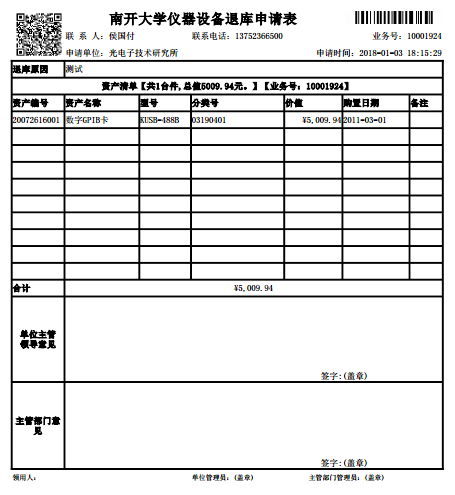 南开大学仪器设备退库申请表
联 系 人：侯国付 联系电话：13752366500 业务号：10001924
申请单位：光电子技术研究所 申请时间：2018-01-03 18:15:29
退库原因 测试
资产清单【共1台件,总值5009.94元。】【业务号：10001924】
资产编号 资产名称 型号 分类号 价值 购置日期 备注
20072616001 数字GPIB卡 KUSB-488B 03190401 ¥5,009.94 2011-03-01
合计 ¥5,009.94
单位主管
领导意见
签字:(盖章)
主管部门意
见
签字:(盖章)
领用人： 单位管理员：(盖章) 主管部门管理员：(盖章)